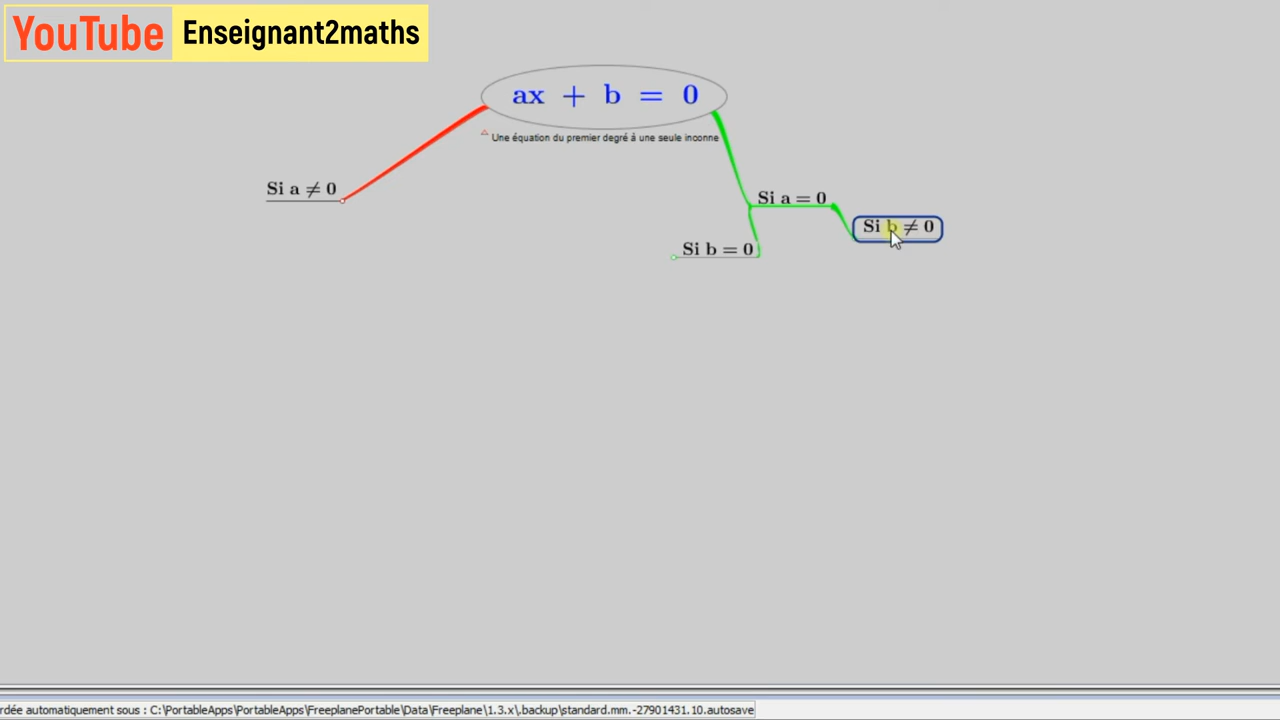 YouTube Enseignant2maths
ax + b = 0
Une équation du premier degré à une seule inconne
Si a ≠ 0
Si a = 0
Si b ≠ 0
Si b = 0
rdée automatiquement sous : C:\PortableApps\PortableApps\FreeplanePortable\Data\Freeplane\1.3.x\.backup\standard.mm.-27901431.10.autosave